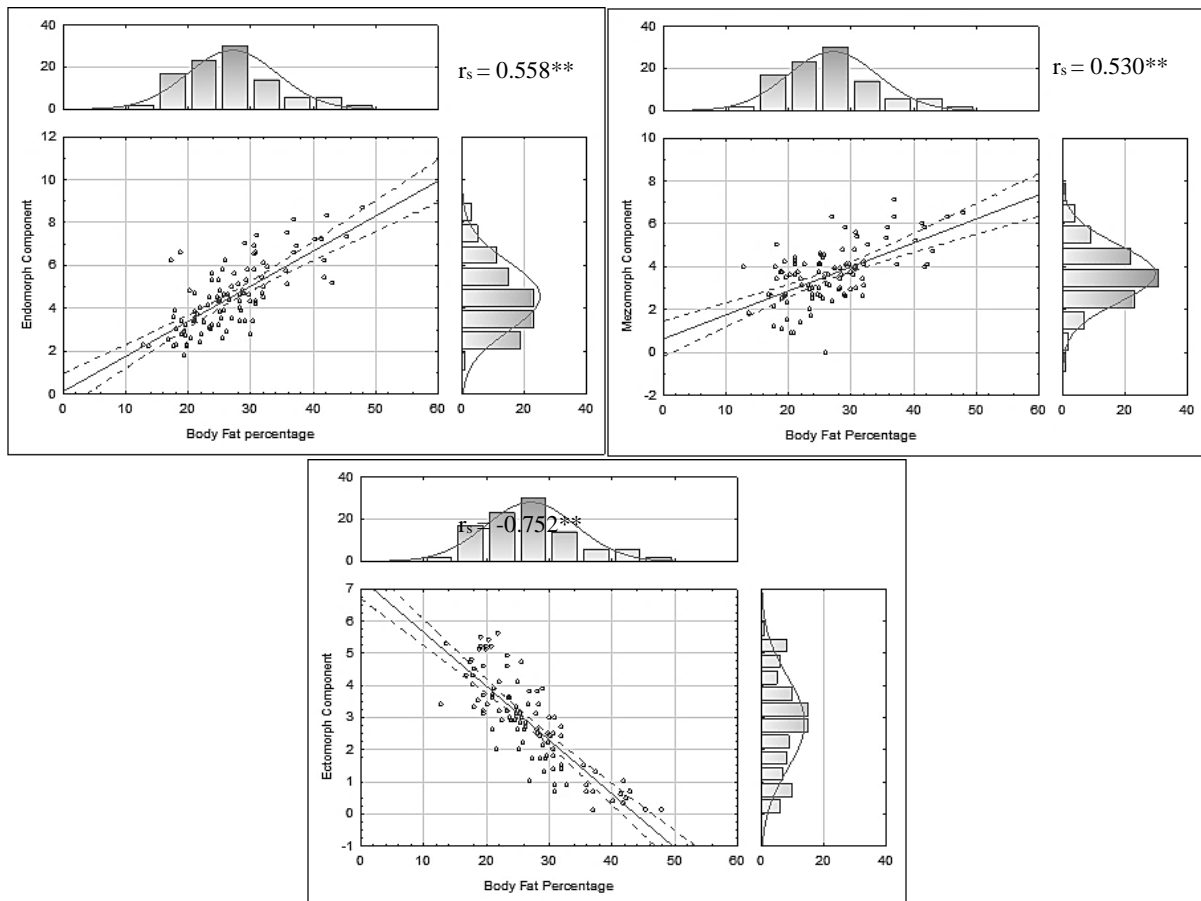 40
20
0
rs = 0.558**
12
10
8
6
4
2
0
Endomorph Component
0 10 20 30 40 50 60
Body Fat percentage
0 20 40
40
20
0
rs = 0.530**
10
8
6
4
2
0
-2
Mezomorph Component
0 10 20 30 40 50 60
Body Fat Percentage
0 20 40
40
20
0
rs = -0.752**
7
6
5
4
3
2
1
0
-1
Ectomorph Component
0 10 20 30 40 50 60
Body Fat Percentage
0 20 40